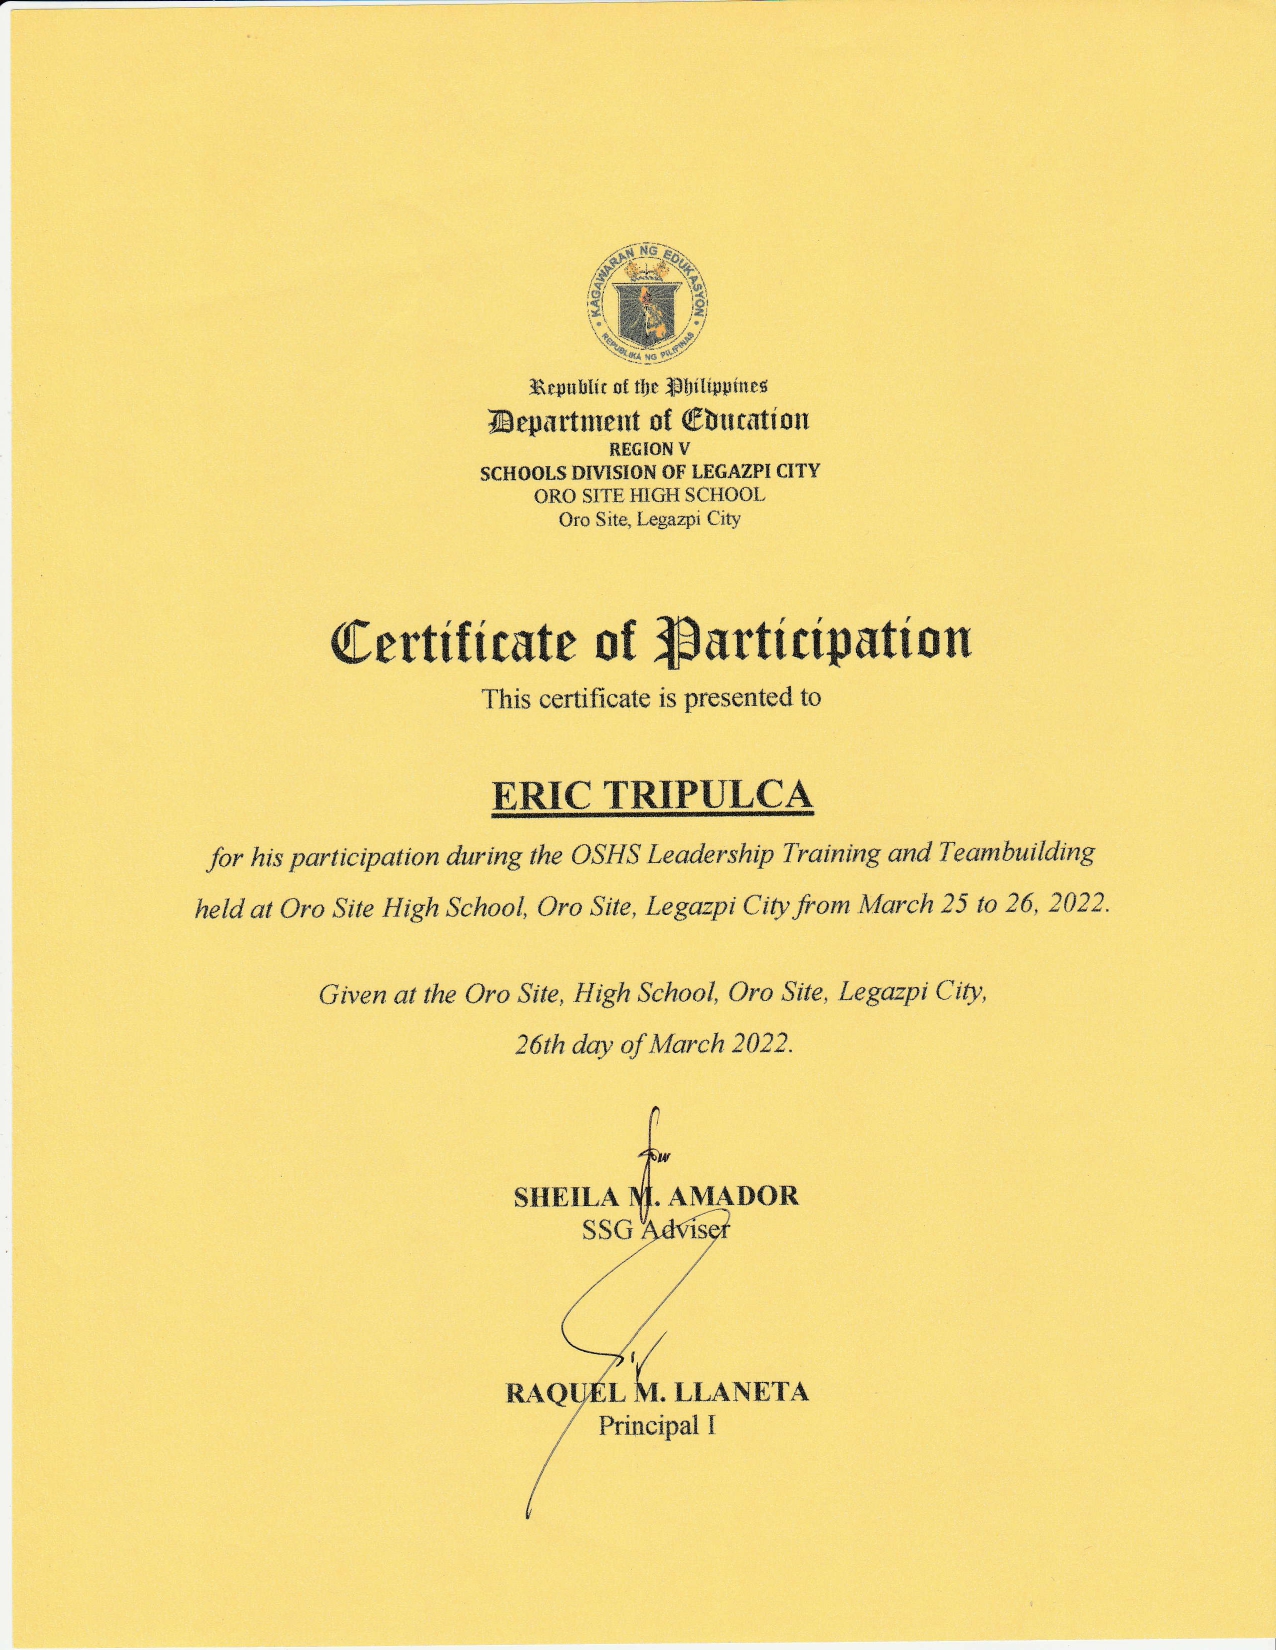 KAGAWARAN NG EDUKASYON
REPUBLIKA NG PILIPINAS
Republic of the Philippines
Department of Education
REGION V
SCHOOLS DIVISION OF LEGAZPI CITY
ORO SITE HIGH SCHOOL
Oro Site, Legazpi City
Certificate of Participation
This certificate is presented to
ERIC TRIPULCA
for his participation during the OSHS Leadership Training and Teambuilding
held at Oro Site High School, Oro Site, Legazpi City from March 25 to 26, 2022.
Given at the Oro Site, High School, Oro Site, Legazpi City,
26th day of March 2022.
for
SHEILA M. AMADOR
SSG Adviser
RAQUEL M. LLANETA
Principal I